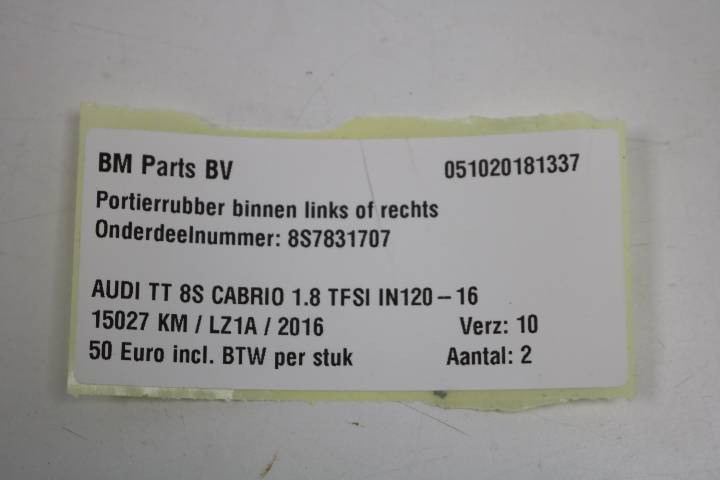 BM Parts BV 051020181337
Portierrubber binnen links of rechts
Onderdeelnummer: 8S7831707
AUDI TT 8S CABRIO 1.8 TFSI IN120-16
15027 KM / LZ1A / 2016 Verz: 10
50 Euro incl. BTW per stuk Aantal: 2